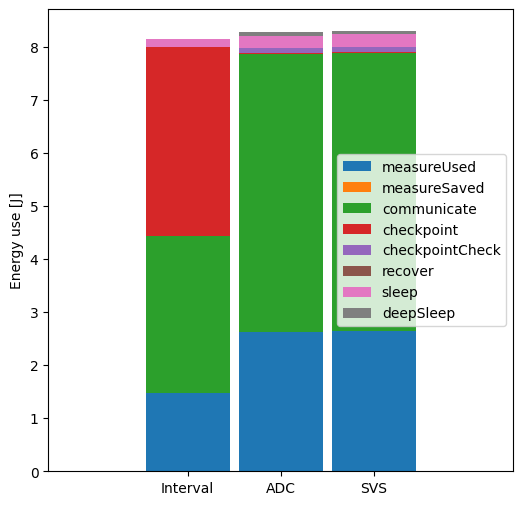 Energy use [J]
8
7
6
5
4
3
2
1
0
Interval
ADC
SVS
measureUsed
measureSaved
communicate
checkpoint
checkpointCheck
recover
sleep
deepSleep